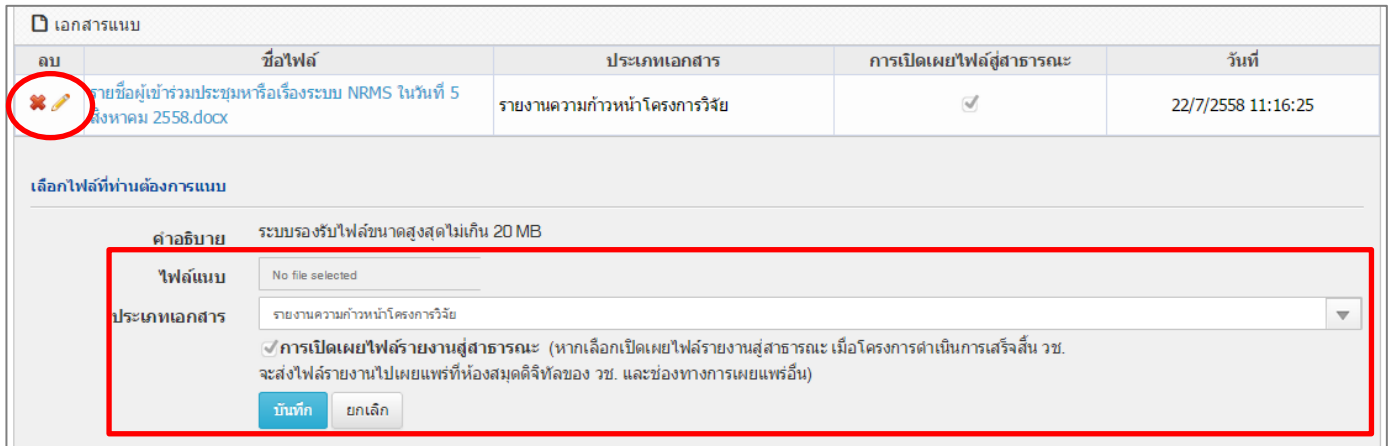 เอกสารแนบ
ลบ ชื่อไฟล์ ประเภทเอกสาร การเปิดเผยไฟล์สู่สาธารณะ วันที่
รายชื่อผู้เข้าร่วมประชุมหารือเรื่องระบบ NRMS ในวันที่ 5
สิงหาคม 2558.docx
รายงานความก้าวหน้าโครงการวิจัย 22/7/2558 11:16:25
เลือกไฟล์ที่ท่านต้องการแนบ
คำอธิบาย ระบบรองรับไฟล์ขนาดสูงสุดไม่เกิน 20 MB
ไฟล์แนบ No file selected
ประเภทเอกสาร รายงานความก้าวหน้าโครงการวิจัย
การเปิดเผยไฟล์รายงานสู่สาธารณะ (หากเลือกเปิดเผยไฟล์รายงานสู่สาธารณะ เมื่อโครงการดำเนินการเสร็จสิ้น วช.
จะส่งไฟล์รายงานไปเผยแพร่ที่ห้องสมุดดิจิทัลของ วช. และช่องทางการเผยแพร่อื่น)
บันทึก ยกเลิก